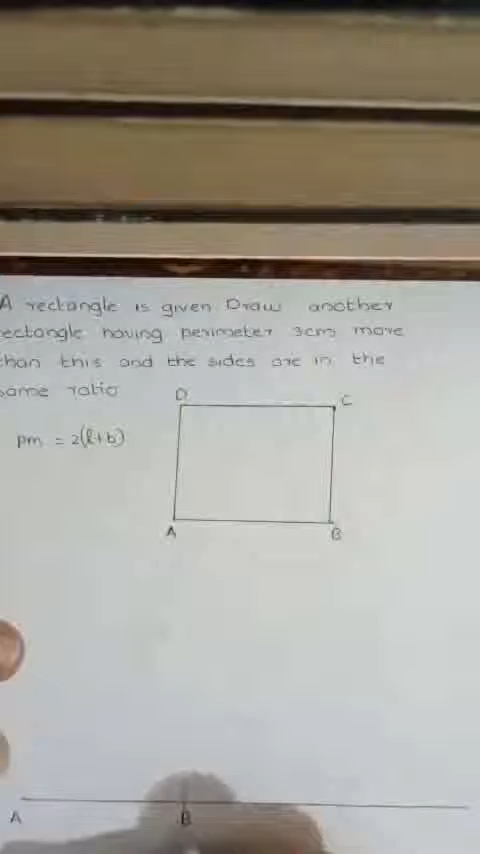 A rectangle is given Draw another
rectangle having perimeter 3cm more
than this and the sides are in the
same ratio
D C
pm = 2(l+b)
A B
A B